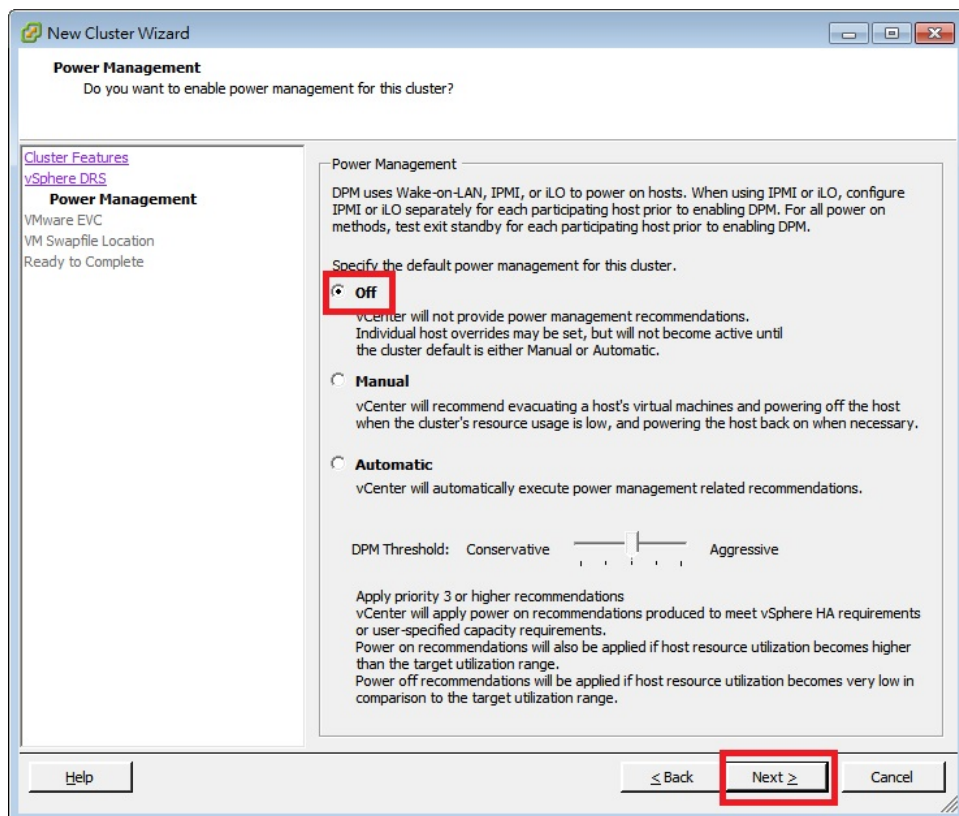 New Cluster Wizard
Power Management
Do you want to enable power management for this cluster?
Cluster Features
vSphere DRS
Power Management
VMware EVC
VM Swapfile Location
Ready to Complete
Power Management
DPM uses Wake-on-LAN, IPMI, or iLO to power on hosts. When using IPMI or iLO, configure
IPMI or iLO separately for each participating host prior to enabling DPM. For all power on
methods, test exit standby for each participating host prior to enabling DPM.
Specify the default power management for this cluster.
Off
vCenter will not provide power management recommendations.
Individual host overrides may be set, but will not become active until
the cluster default is either Manual or Automatic.
Manual
vCenter will recommend evacuating a host's virtual machines and powering off the host
when the cluster's resource usage is low, and powering the host back on when necessary.
Automatic
vCenter will automatically execute power management related recommendations.
DPM Threshold: Conservative Aggressive
Apply priority 3 or higher recommendations
vCenter will apply power on recommendations produced to meet vSphere HA requirements
or user-specified capacity requirements.
Power on recommendations will also be applied if host resource utilization becomes higher
than the target utilization range.
Power off recommendations will be applied if host resource utilization becomes very low in
comparison to the target utilization range.
Help
< Back
Next >
Cancel